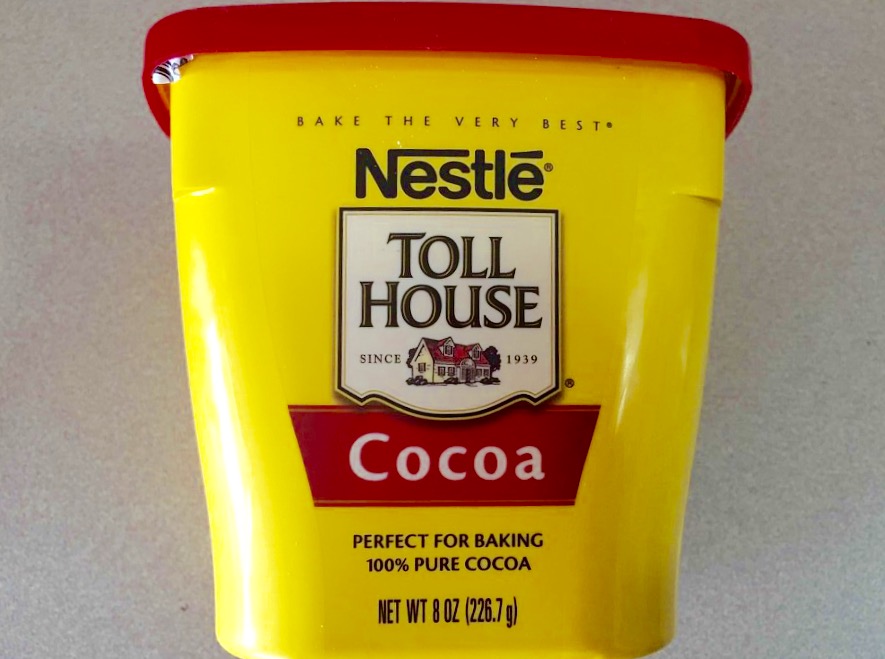 BAKE THE VERY BEST®
Nestlé®
TOLL
HOUSE
SINCE 1939
®
Cocoa
PERFECT FOR BAKING
100% PURE COCOA
NET WT 8 OZ (226.7 g)